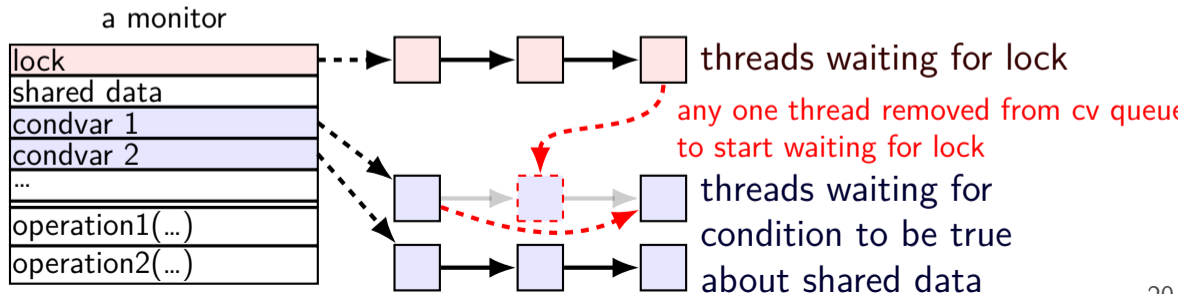 a monitor
lock
shared data
condvar 1
condvar 2
…
operation1(…)
operation2(…)
threads waiting for lock
any one thread removed from cv queue
to start waiting for lock
threads waiting for
condition to be true
about shared data